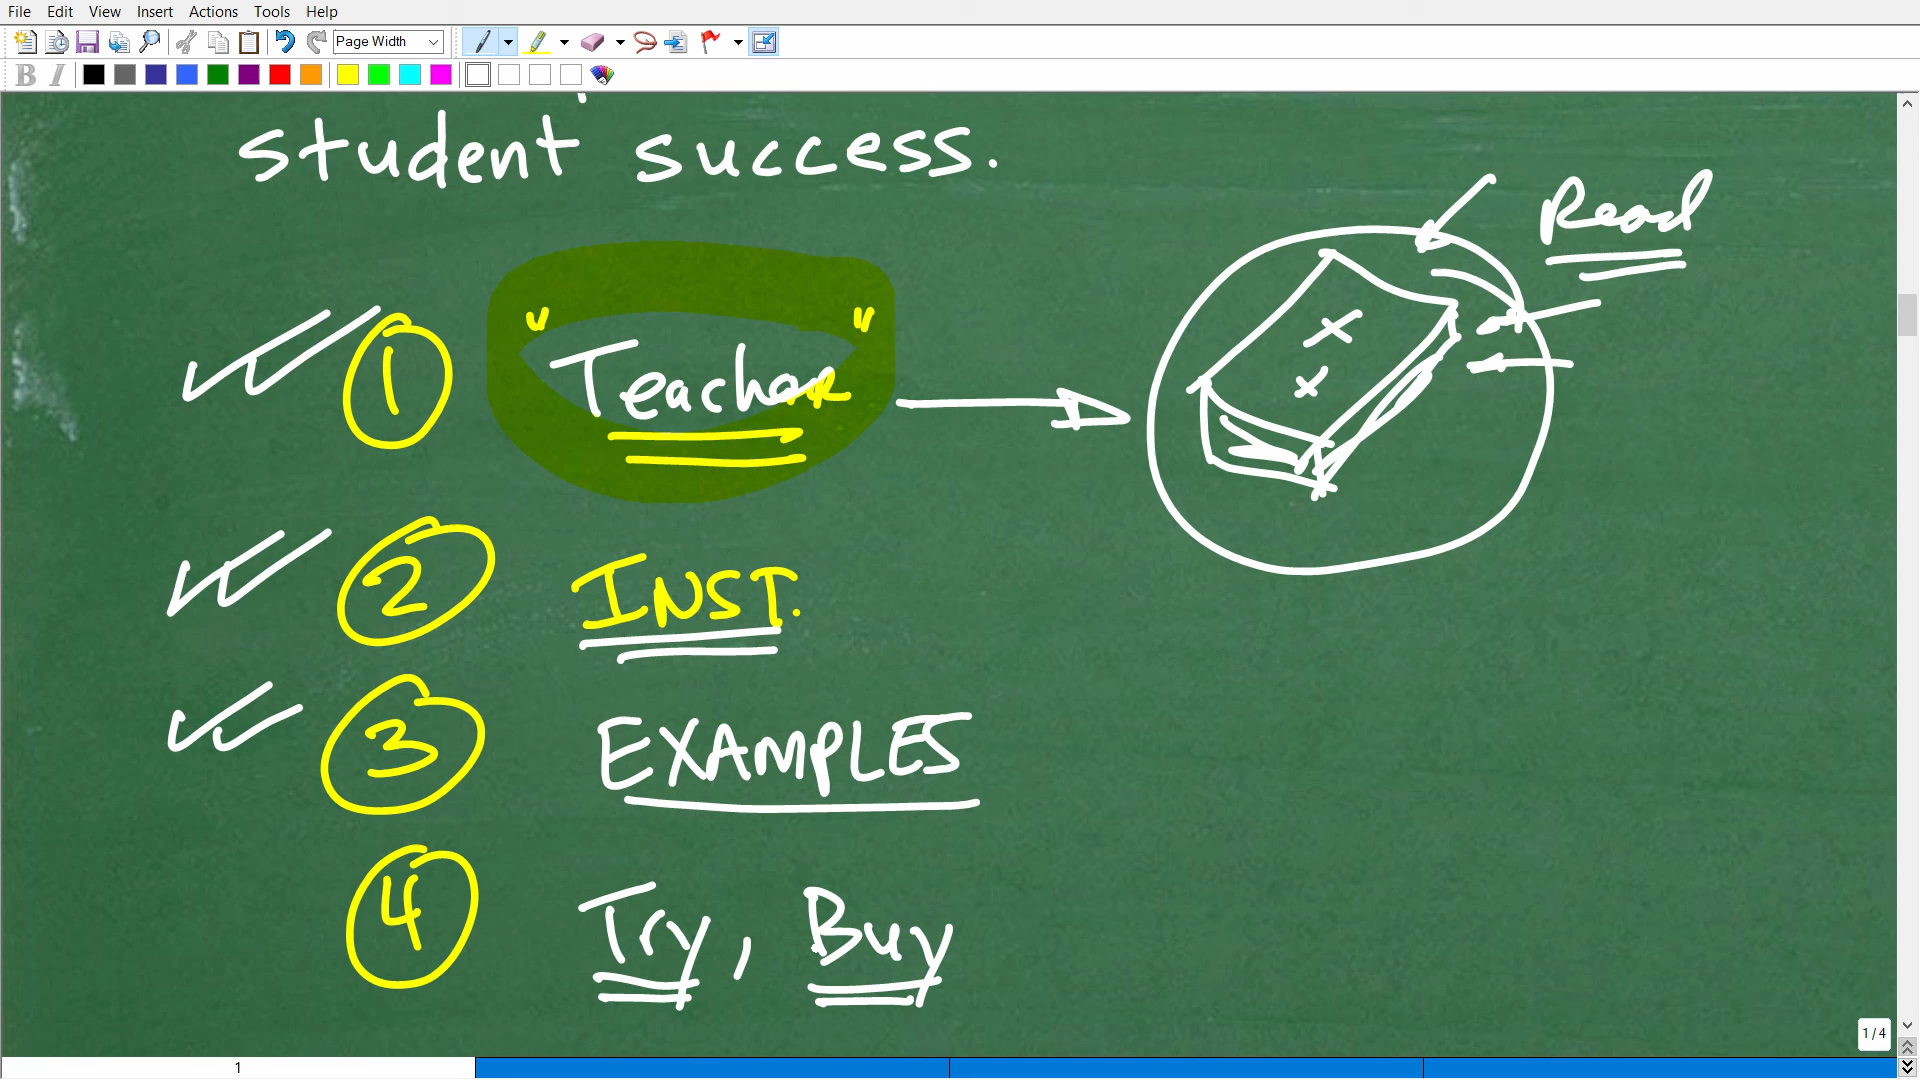 File Edit View Insert Actions Tools Help
Page Width
B I
student success.
Read
1 "Teacher"
2 INST.
3 EXAMPLES
4 Try, Buy
1 / 4
1